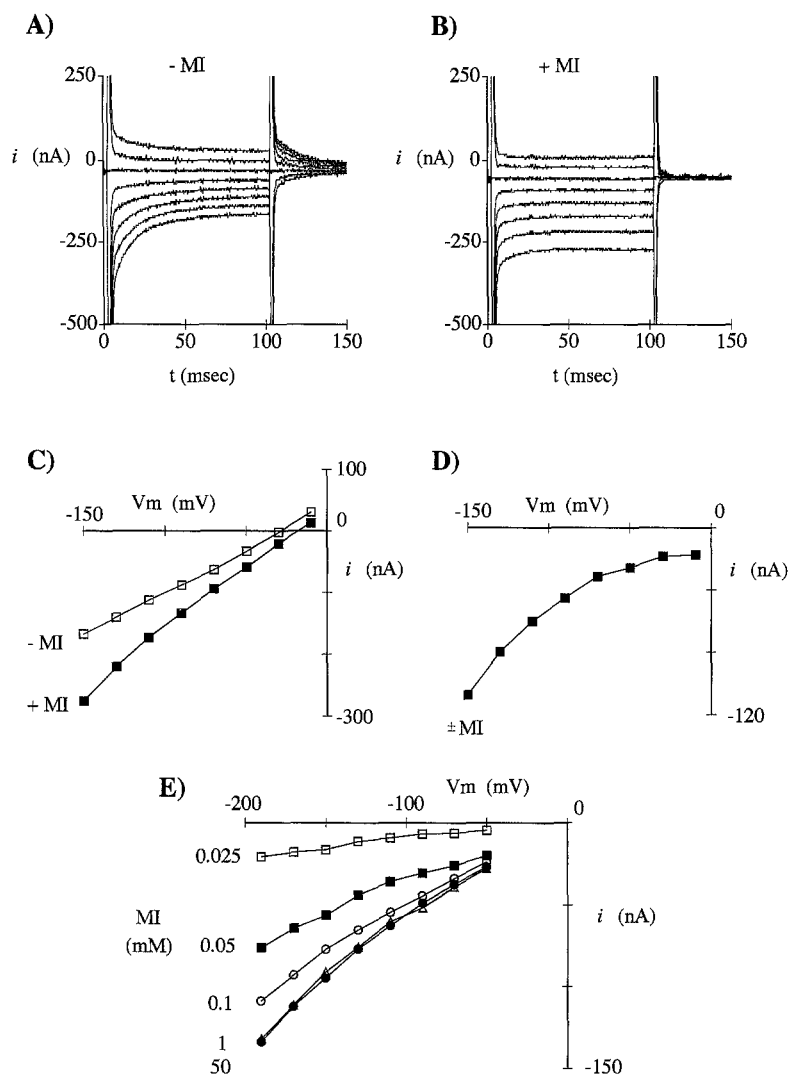 A)
B)
- MI
+ MI
250
0
-250
-500
i (nA)
0
50
100
150
t (msec)
250
0
-250
-500
i (nA)
0
50
100
150
t (msec)
C)
-150
Vm (mV)
100
0
i (nA)
-300
- MI
+ MI
D)
-150
Vm (mV)
0
i (nA)
-120
±MI
E)
Vm (mV)
-200
-100
0
0.025
0.05
0.1
1
50
MI
(mM)
i (nA)
-150